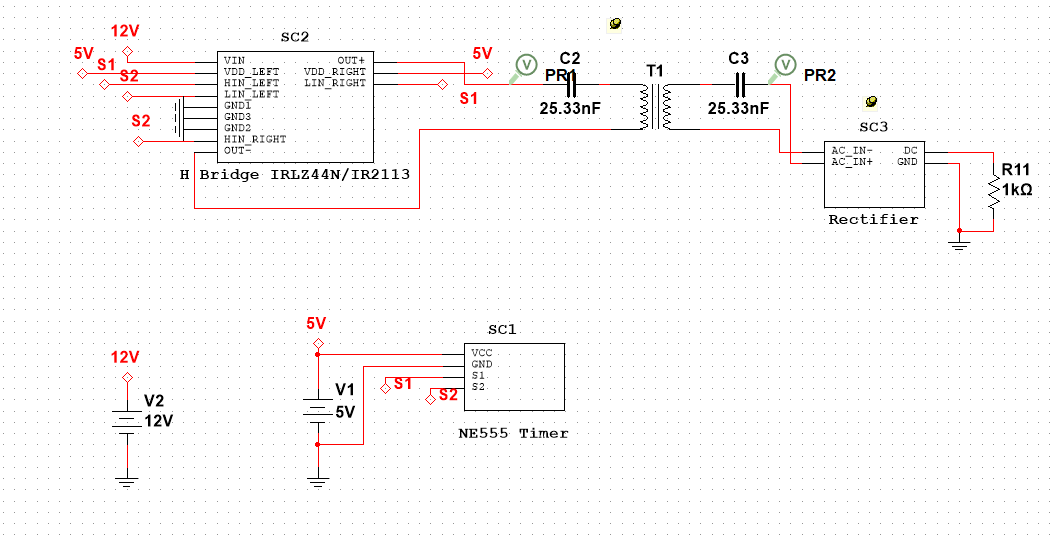 12V
SC2
5V
S1
S2
VIN
VDD_LEFT
HIN_LEFT
LIN_LEFT
GND1
GND3
GND2
HIN_RIGHT
OUT-
OUT+
VDD_RIGHT
LIN_RIGHT
S2
5V
S1
H Bridge IRLZ44N/IR2113
V
PR1
C2
25.33nF
T1
C3
25.33nF
V
PR2
SC3
AC_IN-
AC_IN+
DC
GND
Rectifier
R11
1kΩ
12V
V2
12V
5V
V1
5V
SC1
VCC
GND
S1
S2
S1
S2
NE555 Timer